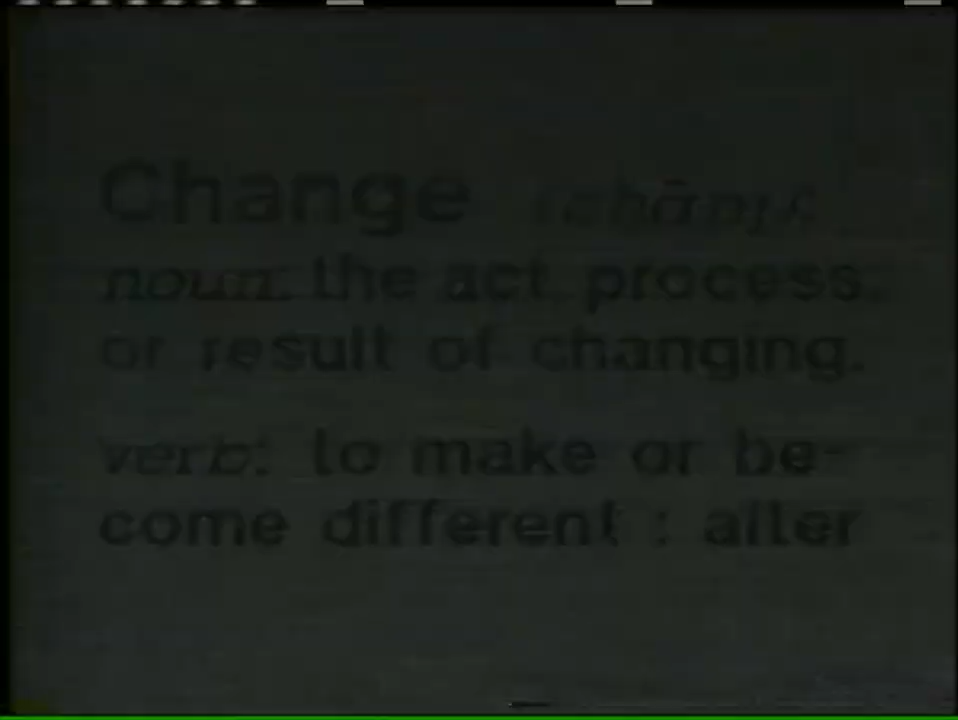 Change
noun: the act process
or result of changing.
verb: to make or be-
come different : alter